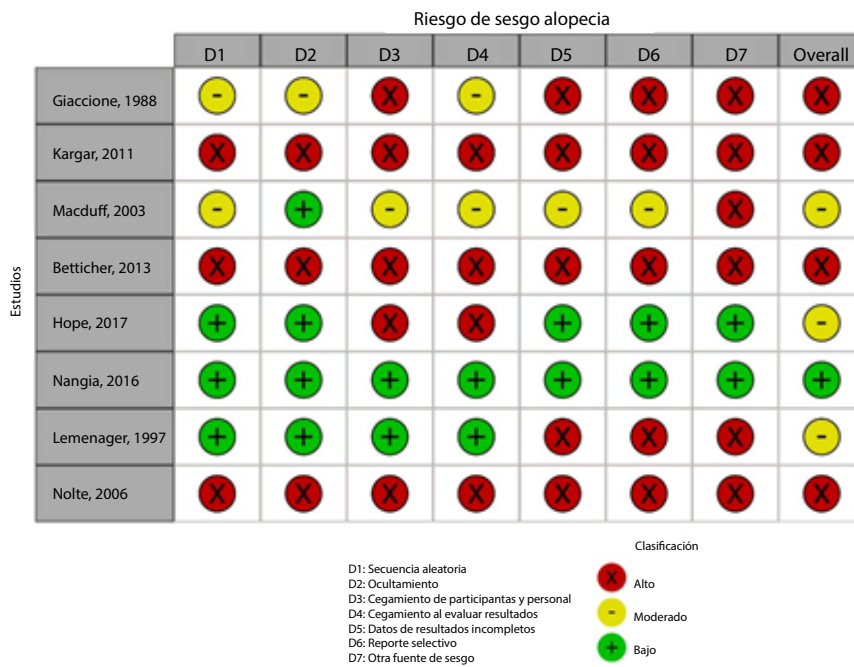 Riesgo de sesgo alopecia
D1 D2 D3 D4 D5 D6 D7 Overall
Estudios
Giaccione, 1988 - - X - X X X X
Kargar, 2011 X X X X X X X X
Macduff, 2003 - + - - - - X -
Betticher, 2013 X X X X X X X X
Hope, 2017 + + X X + + + -
Nangia, 2016 + + + + + + + +
Lemenager, 1997 + + + + X X X -
Nolte, 2006 X X X X X X X X
D1: Secuencia aleatoria
D2: Ocultamiento
D3: Cegamiento de participantas y personal
D4: Cegamiento al evaluar resultados
D5: Datos de resultados incompletos
D6: Reporte selectivo
D7: Otra fuente de sesgo
Clasificación
X Alto
- Moderado
+ Bajo